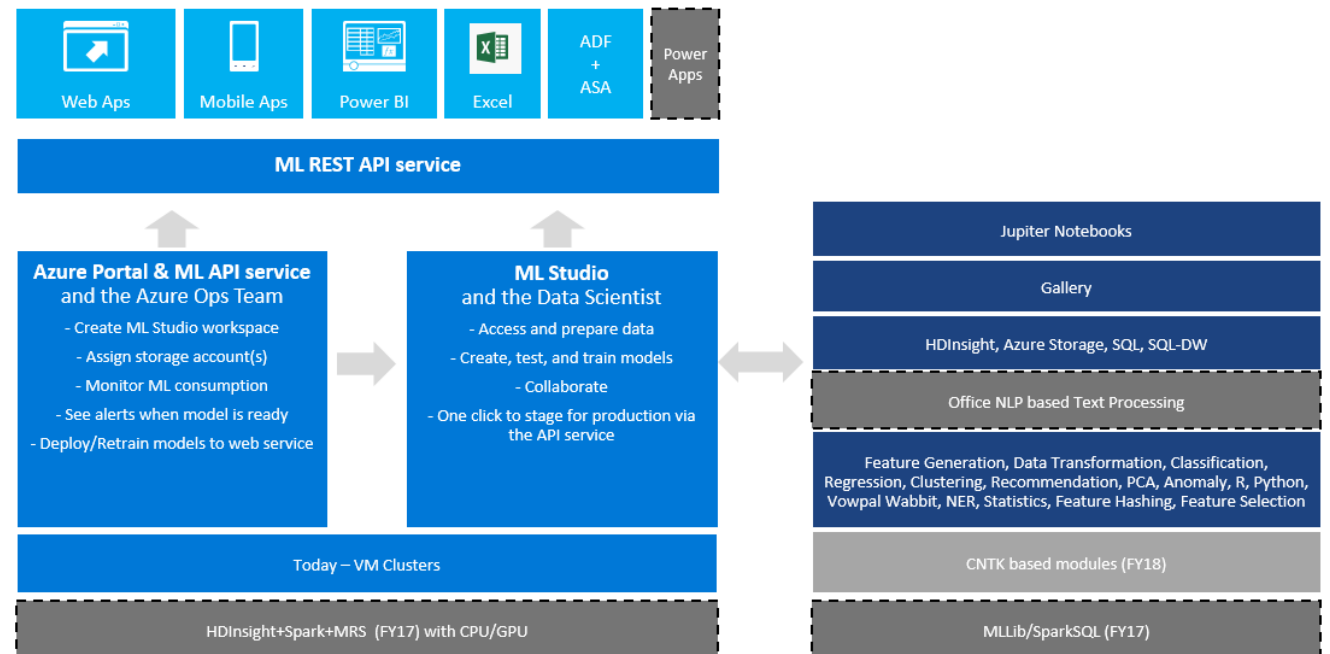 Web Aps
Mobile Aps
Power BI
Excel
ADF
+
ASA
Power
Apps
ML REST API service
Azure Portal & ML API service
and the Azure Ops Team
- Create ML Studio workspace
- Assign storage account(s)
- Monitor ML consumption
- See alerts when model is ready
- Deploy/Retrain models to web service
ML Studio
and the Data Scientist
- Access and prepare data
- Create, test, and train models
- Collaborate
- One click to stage for production via
the API service
Today – VM Clusters
HDInsight+Spark+MRS (FY17) with CPU/GPU
Jupiter Notebooks
Gallery
HDInsight, Azure Storage, SQL, SQL-DW
Office NLP based Text Processing
Feature Generation, Data Transformation, Classification,
Regression, Clustering, Recommendation, PCA, Anomaly, R, Python,
Vowpal Wabbit, NER, Statistics, Feature Hashing, Feature Selection
CNTK based modules (FY18)
MLLib/SparkSQL (FY17)